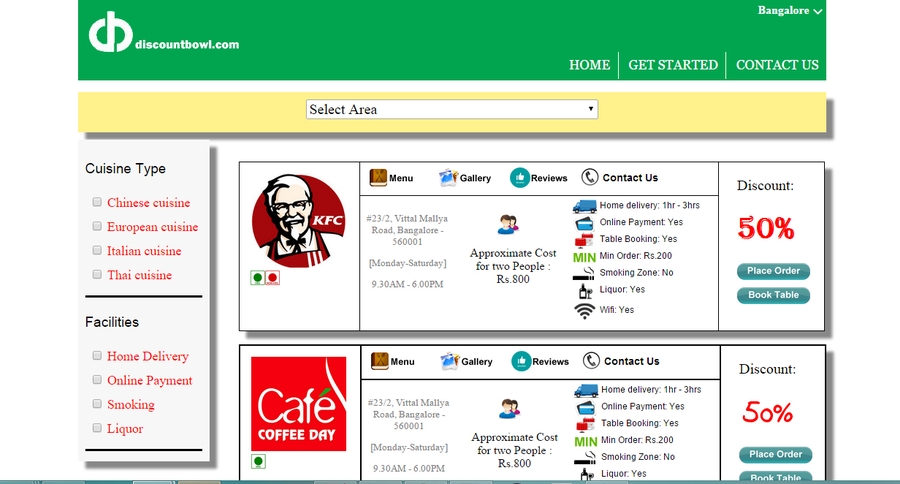 Bangalore
discountbowl.com
HOME GET STARTED CONTACT US
Select Area
Cuisine Type
Chinese cuisine
European cuisine
Italian cuisine
Thai cuisine
Facilities
Home Delivery
Online Payment
Smoking
Liquor
KFC
Menu Gallery Reviews Contact Us
#23/2, Vittal Mallya
Road, Bangalore -
560001
[Monday-Saturday]
9.30AM - 6.00PM
Approximate Cost
for two People :
Rs.800
Home delivery: 1hr - 3hrs
Online Payment: Yes
Table Booking: Yes
MIN Min Order: Rs.200
Smoking Zone: No
Liquor: Yes
Wifi: Yes
Discount:
50%
Place Order
Book Table
Café
COFFEE DAY
Menu Gallery Reviews Contact Us
#23/2, Vittal Mallya
Road, Bangalore -
560001
[Monday-Saturday]
9.30AM - 6.00PM
Approximate Cost
for two People :
Rs.800
Home delivery: 1hr - 3hrs
Online Payment: Yes
Table Booking: Yes
MIN Min Order: Rs.200
Smoking Zone: No
Liquor: Yes
Discount:
50%
Place Order
Book Table